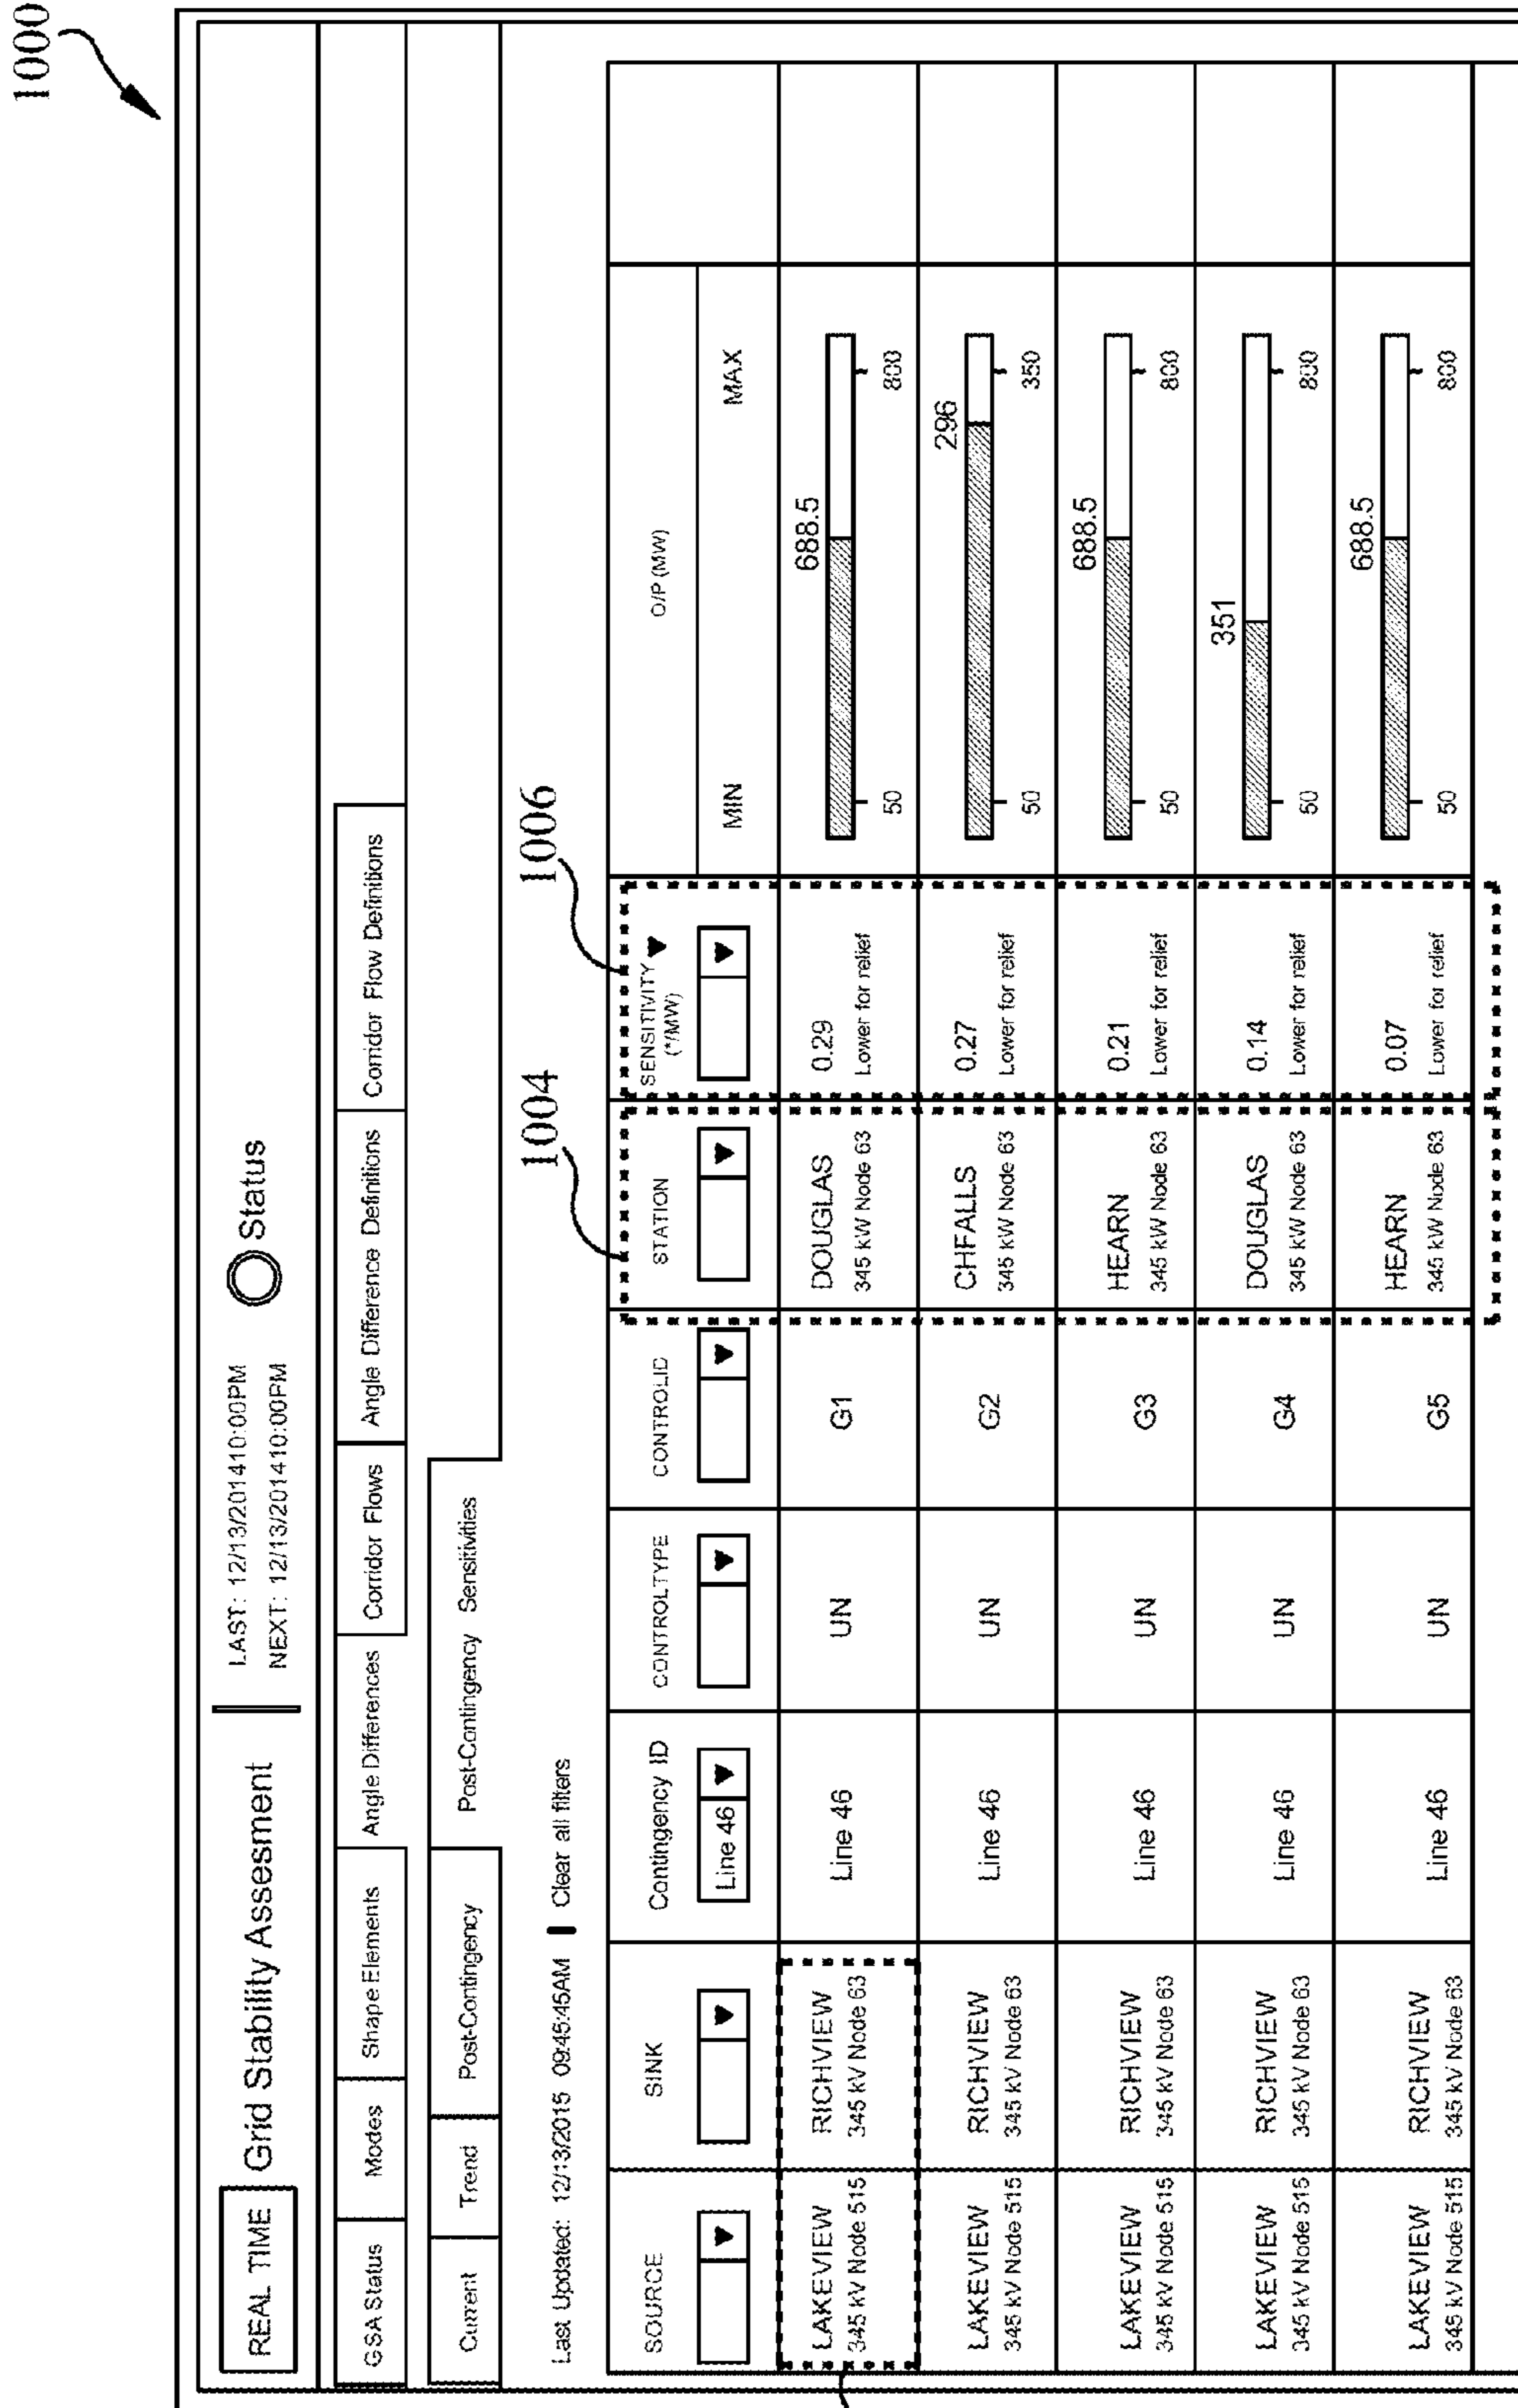 1000
REAL TIME Grid Stability Assesment LAST: 12/13/201410:00PM Status
NEXT: 12/13/201410:00PM
GSA Status Modes Shape Elements Angle Differences Corridor Flows Angle Difference Definitions Corridor Flow Definitions
Current Trend Post-Contingency Post-Contingency Sensitivities
Last Updated: 12/13/2015 09:45:45AM Clear all filters
1004 1006
SOURCE SINK Contingency ID CONTROLTYPE CONTROLID STATION SENSITIVITY O/P (MW)
(*/MW)
Line 46 MIN MAX
LAKEVIEW RICHVIEW Line 46 UN G1 DOUGLAS 0.29 688.5
345 kV Node 515 345 kV Node 63 345 kW Node 63 Lower for relief 50 800
LAKEVIEW RICHVIEW Line 46 UN G2 CHFALLS 0.27 296
345 kV Node 515 345 kV Node 63 345 kW Node 63 Lower for relief 50 350
LAKEVIEW RICHVIEW Line 46 UN G3 HEARN 0.21 688.5
345 kV Node 515 345 kV Node 63 345 kW Node 63 Lower for relief 50 800
LAKEVIEW RICHVIEW Line 46 UN G4 DOUGLAS 0.14 351
345 kV Node 515 345 kV Node 63 345 kW Node 63 Lower for relief 50 800
LAKEVIEW RICHVIEW Line 46 UN G5 HEARN 0.07 688.5
345 kV Node 515 345 kV Node 63 345 kW Node 63 Lower for relief 50 800